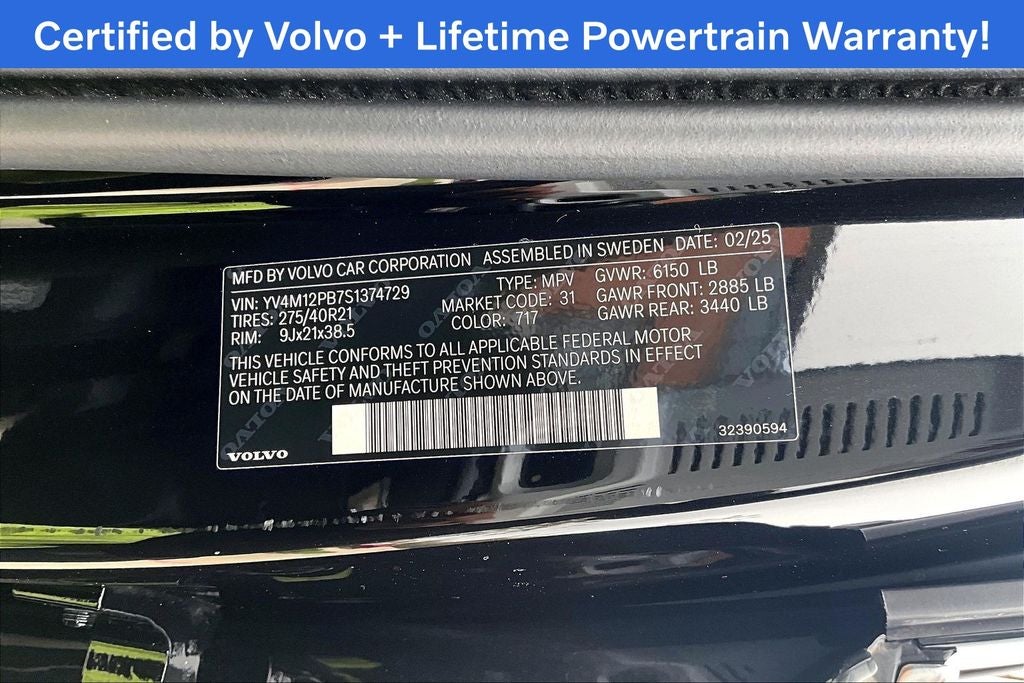 Certified by Volvo + Lifetime Powertrain Warranty!
MFD BY VOLVO CAR CORPORATION ASSEMBLED IN SWEDEN DATE: 02/25
VIN: YV4M12PB7S1374729 TYPE: MPV GVWR: 6150 LB
TIRES: 275/40R21 MARKET CODE: 31 GAWR FRONT: 2885 LB
RIM: 9Jx21x38.5 COLOR: 717 GAWR REAR: 3440 LB
THIS VEHICLE CONFORMS TO ALL APPLICABLE FEDERAL MOTOR
VEHICLE SAFETY AND THEFT PREVENTION STANDARDS IN EFFECT
ON THE DATE OF MANUFACTURE SHOWN ABOVE.
VOLVO 32390594